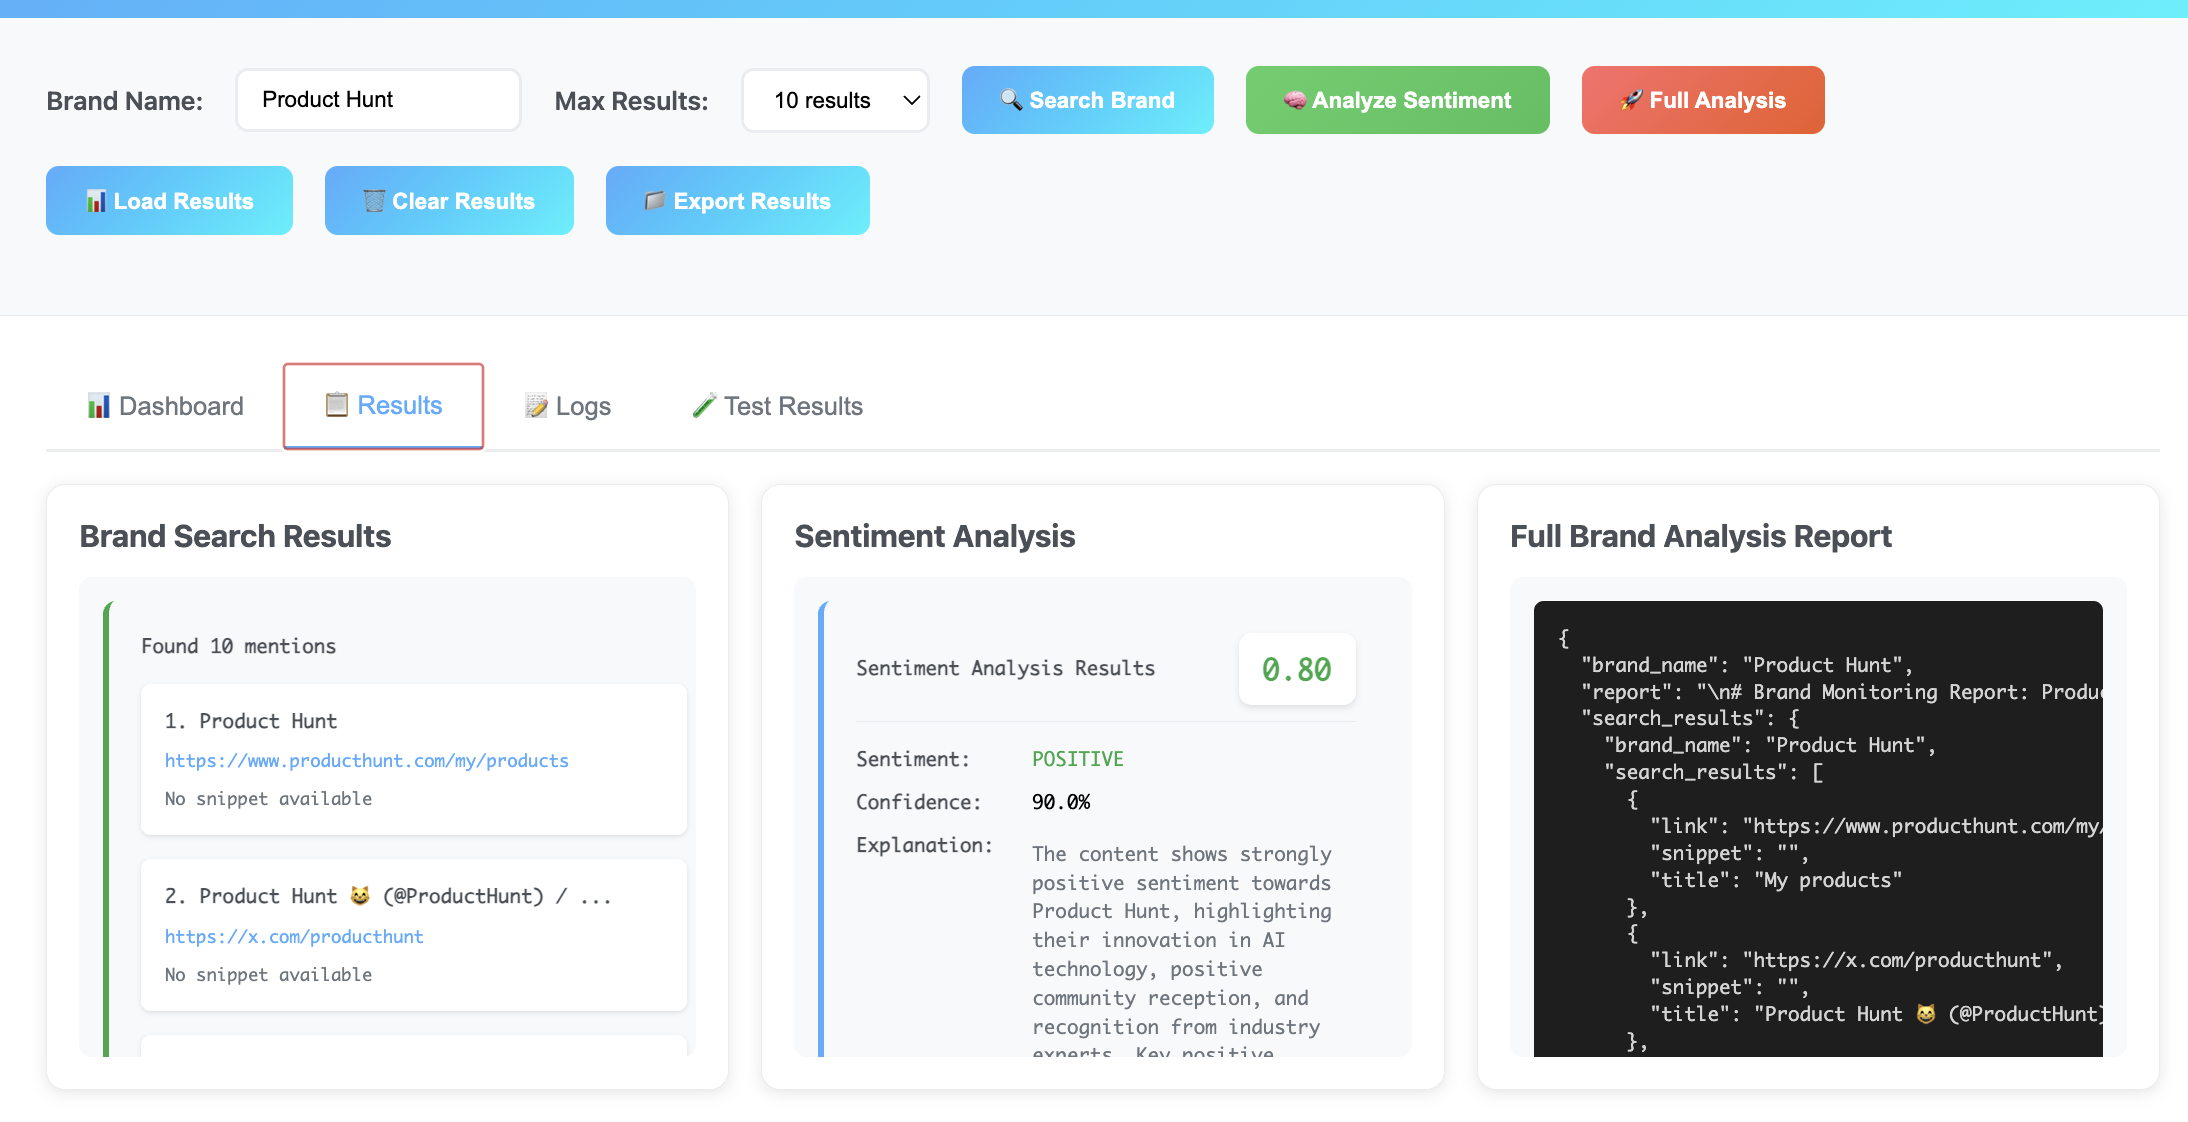 Brand Name:
Product Hunt
Max Results:
10 results
🔍 Search Brand
🧠 Analyze Sentiment
🚀 Full Analysis
📊 Load Results
🗑️ Clear Results
📁 Export Results
📊 Dashboard
📋 Results
📝 Logs
🧪 Test Results
Brand Search Results
Found 10 mentions
1. Product Hunt
https://www.producthunt.com/my/products
No snippet available
2. Product Hunt 😸 (@ProductHunt) / ...
https://x.com/producthunt
No snippet available
Sentiment Analysis
Sentiment Analysis Results
0.80
Sentiment: POSITIVE
Confidence: 90.0%
Explanation:
The content shows strongly
positive sentiment towards
Product Hunt, highlighting
their innovation in AI
technology, positive
community reception, and
recognition from industry
experts. Key positive
Full Brand Analysis Report
{
"brand_name": "Product Hunt",
"report": "\n# Brand Monitoring Report: Produc
"search_results": {
"brand_name": "Product Hunt",
"search_results": [
{
"link": "https://www.producthunt.com/my/
"snippet": "",
"title": "My products"
},
{
"link": "https://x.com/producthunt",
"snippet": "",
"title": "Product Hunt 😸 (@ProductHunt)
},